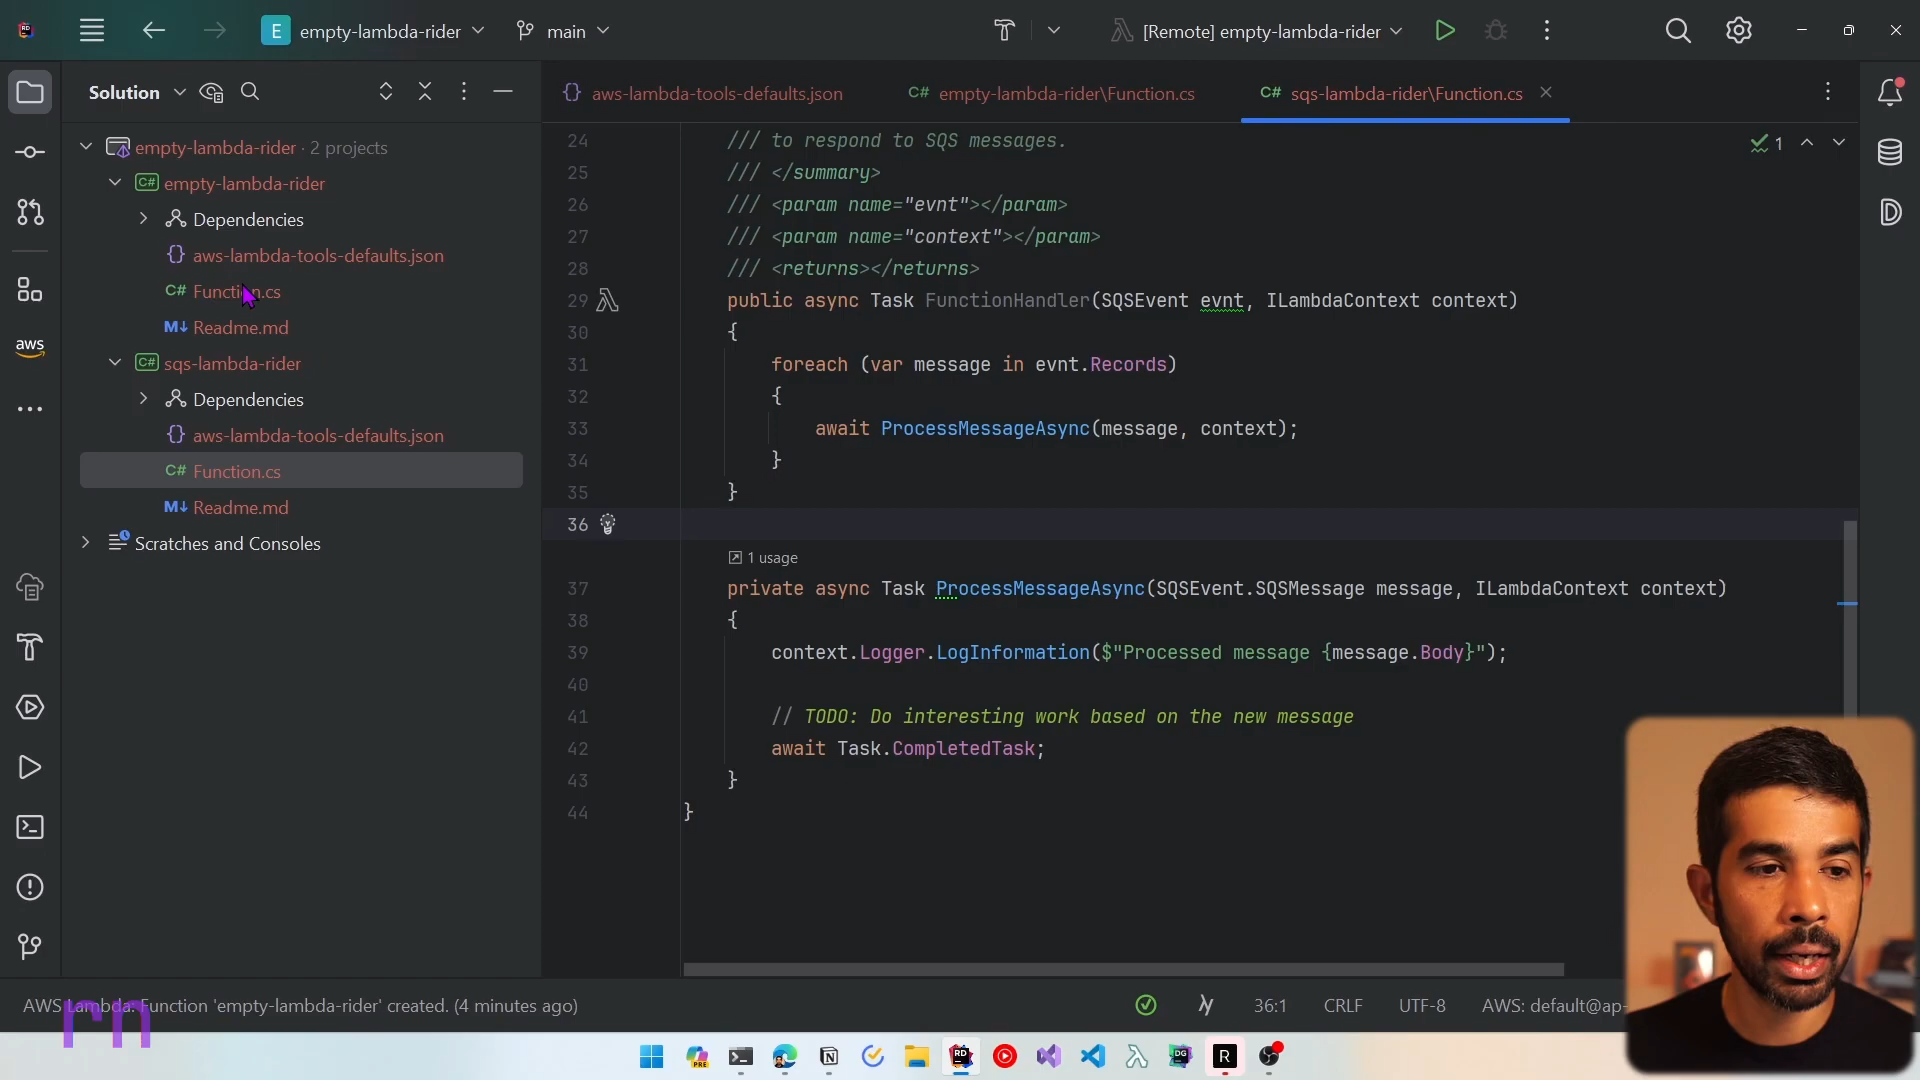 E empty-lambda-rider
main
[Remote] empty-lambda-rider
Solution
empty-lambda-rider · 2 projects
C# empty-lambda-rider
Dependencies
{} aws-lambda-tools-defaults.json
C# Function.cs
M↓ Readme.md
C# sqs-lambda-rider
Dependencies
{} aws-lambda-tools-defaults.json
C# Function.cs
M↓ Readme.md
Scratches and Consoles
aws
{} aws-lambda-tools-defaults.json
C# empty-lambda-rider\Function.cs
C# sqs-lambda-rider\Function.cs
1
24 /// to respond to SQS messages.
25 /// </summary>
26 /// <param name="evnt"></param>
27 /// <param name="context"></param>
28 /// <returns></returns>
29 public async Task FunctionHandler(SQSEvent evnt, ILambdaContext context)
30 {
31 foreach (var message in evnt.Records)
32 {
33 await ProcessMessageAsync(message, context);
34 }
35 }
36
1 usage
37 private async Task ProcessMessageAsync(SQSEvent.SQSMessage message, ILambdaContext context)
38 {
39 context.Logger.LogInformation($"Processed message {message.Body}");
40
41 // TODO: Do interesting work based on the new message
42 await Task.CompletedTask;
43 }
44 }
AWS Lambda: Function 'empty-lambda-rider' created. (4 minutes ago)
36:1
CRLF
UTF-8
AWS: default@ap-
rn